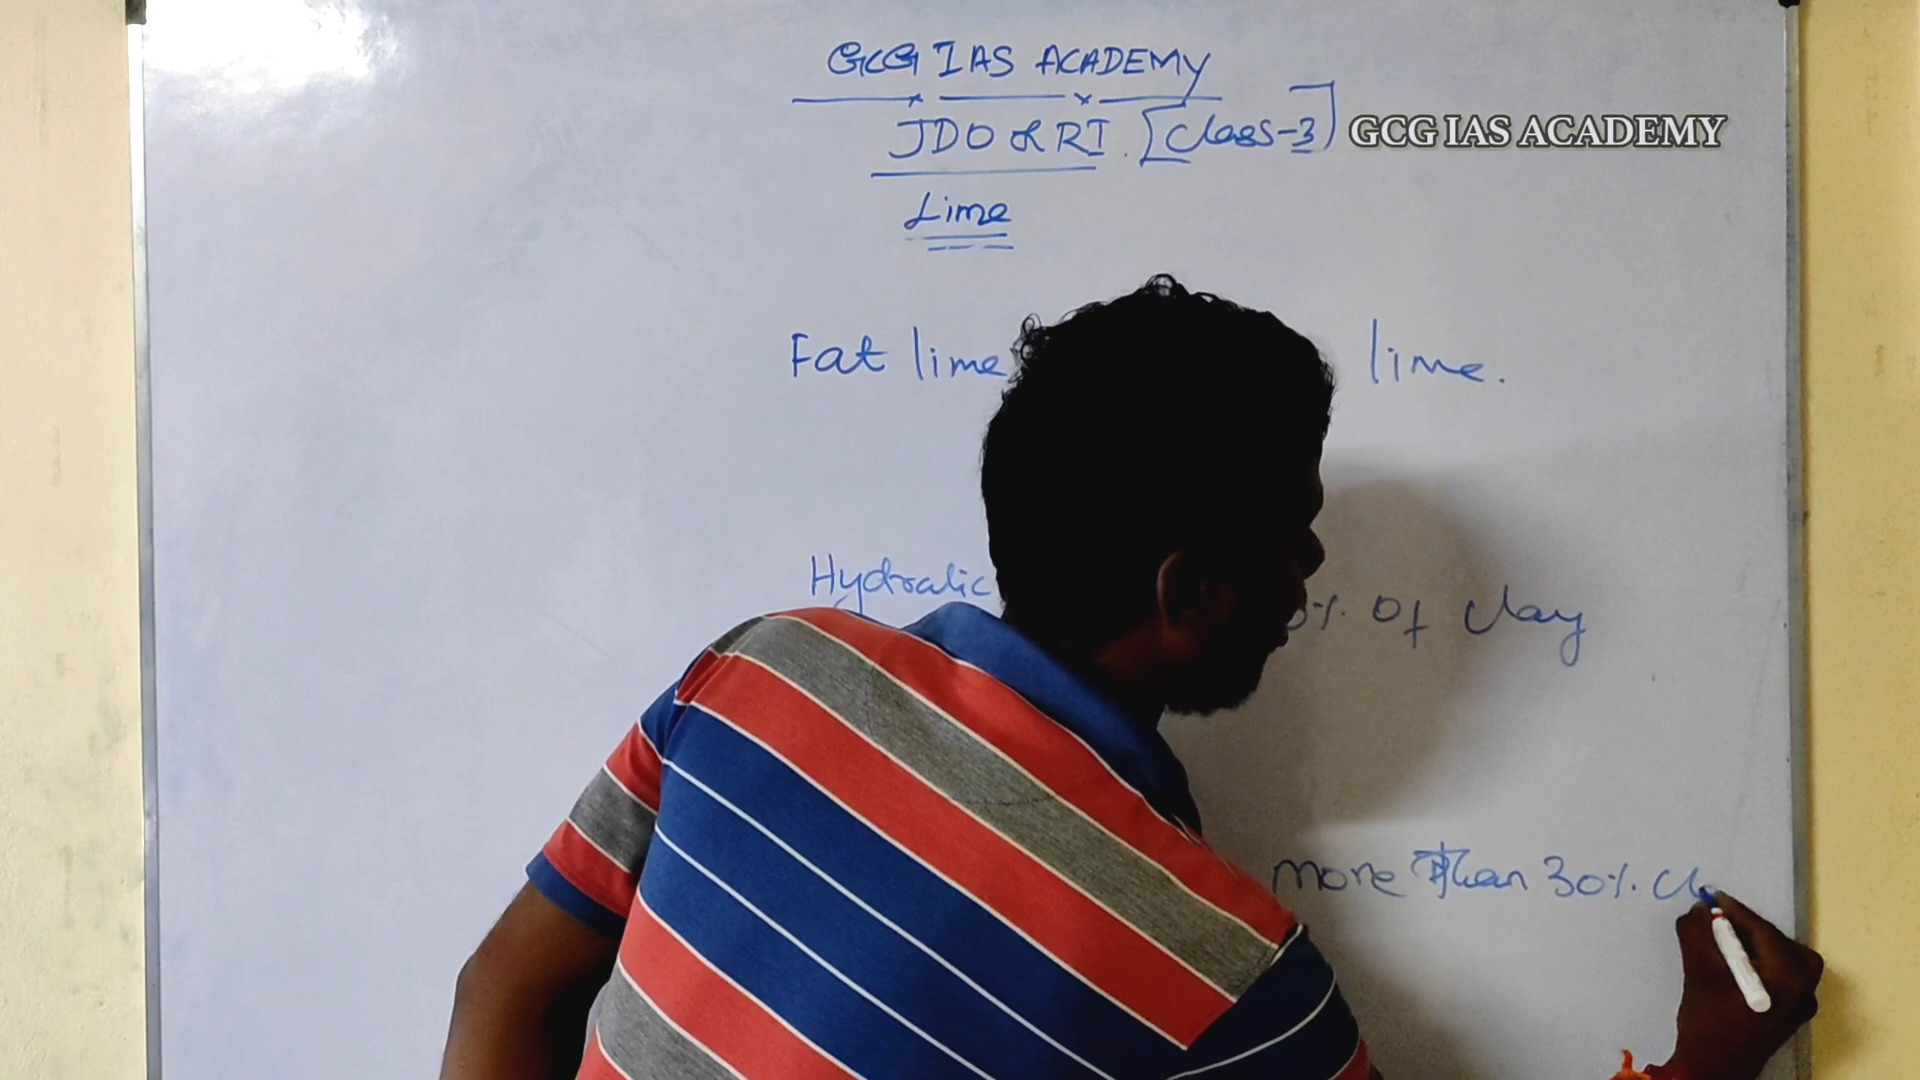 GCG IAS ACADEMY
JDO & RI. [Class-3]
GCG IAS ACADEMY
Lime
Fat lime lime.
Hydralic % of clay
more than 30%.